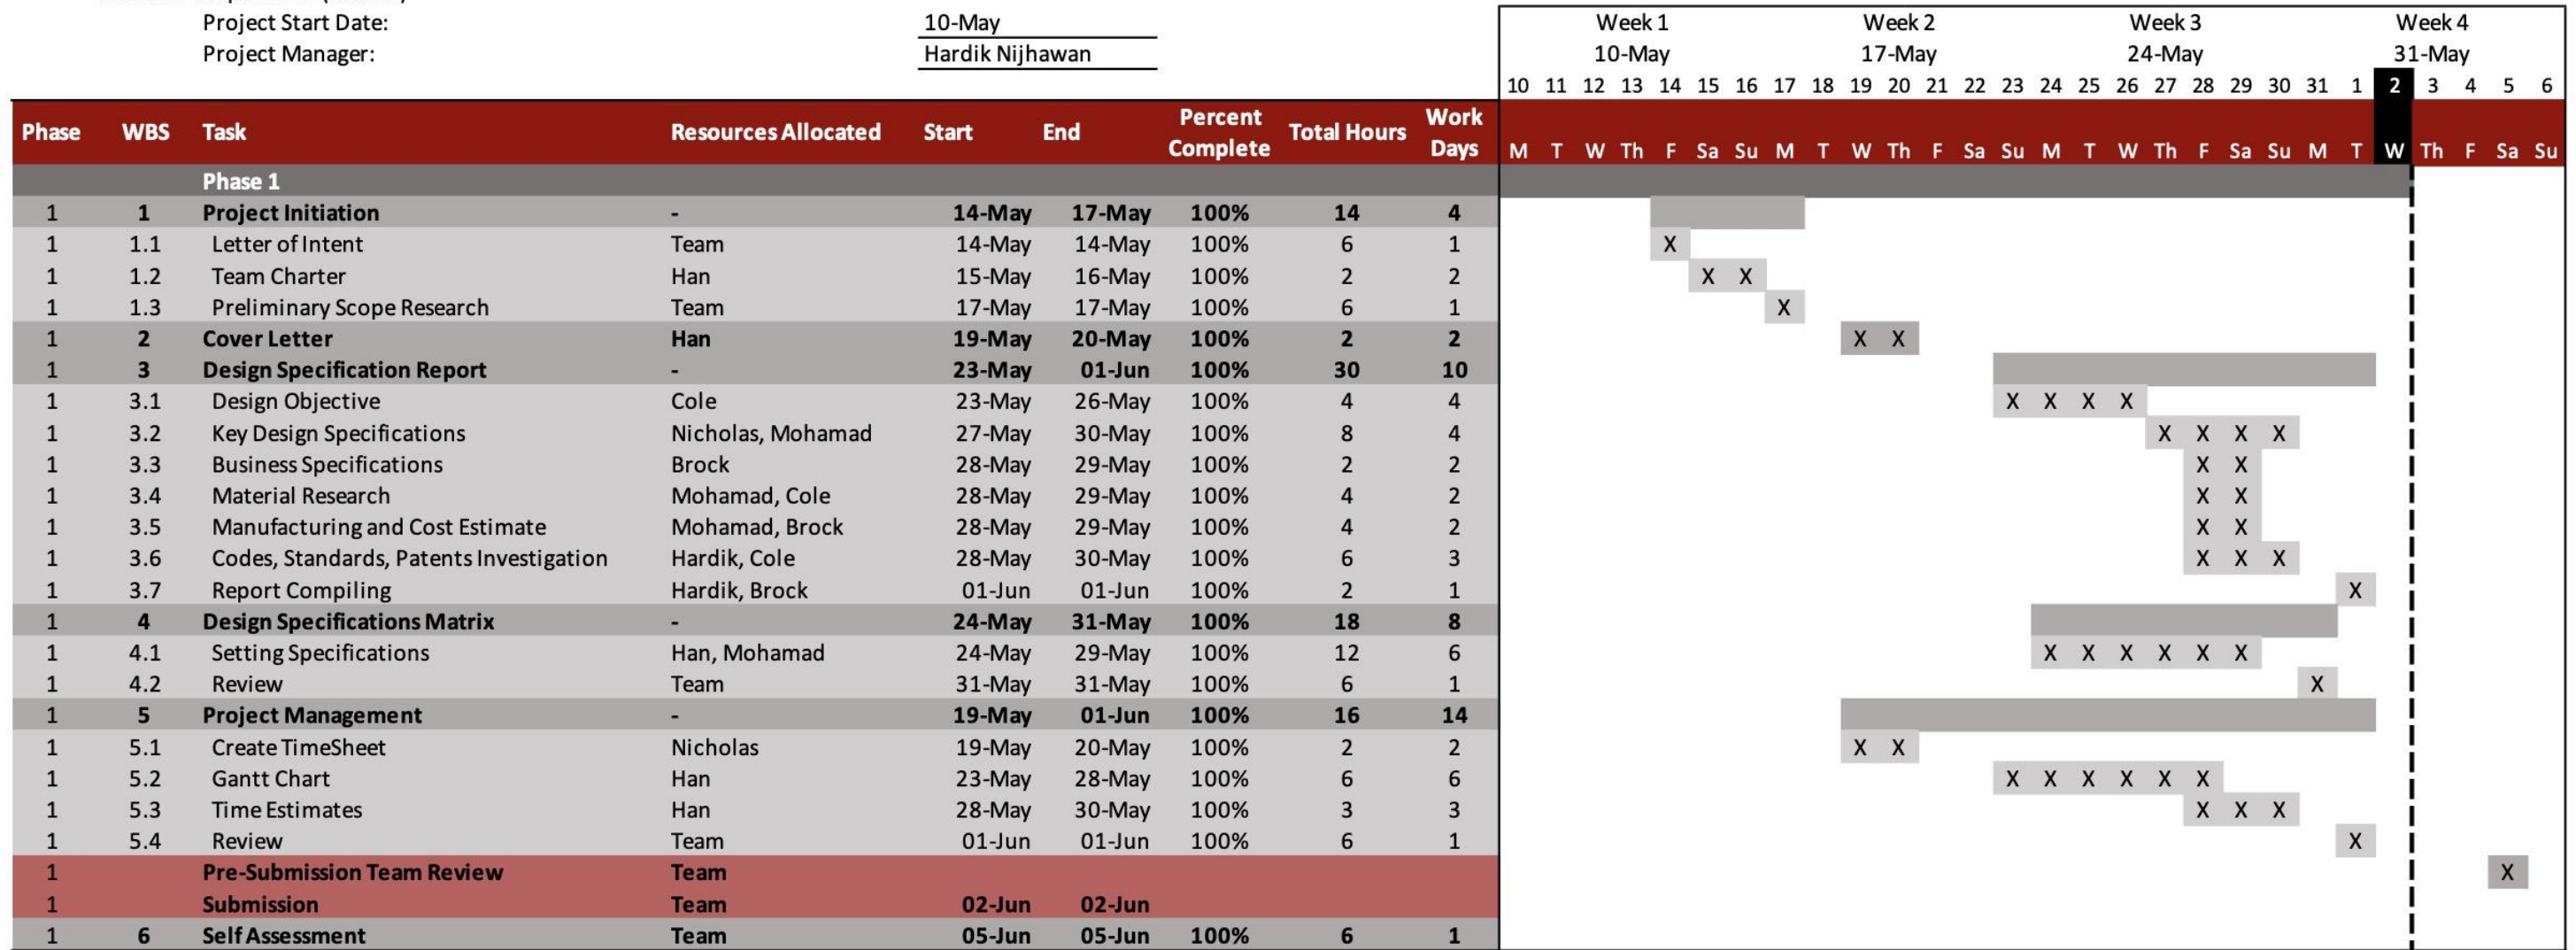 Project Start Date: 10-May Week 1 Week 2 Week 3 Week 4
Project Manager: Hardik Nijhawan 10-May 17-May 24-May 31-May
10 11 12 13 14 15 16 17 18 19 20 21 22 23 24 25 26 27 28 29 30 31 1 2 3 4 5 6
Phase WBS Task Resources Allocated Start End Percent Complete Total Hours Work Days M T W Th F Sa Su M T W Th F Sa Su M T W Th F Sa Su M T W Th F Sa Su
Phase 1
1 1 Project Initiation - 14-May 17-May 100% 14 4
1 1.1 Letter of Intent Team 14-May 14-May 100% 6 1 X
1 1.2 Team Charter Han 15-May 16-May 100% 2 2 X X
1 1.3 Preliminary Scope Research Team 17-May 17-May 100% 6 1 X
1 2 Cover Letter Han 19-May 20-May 100% 2 2 X X
1 3 Design Specification Report - 23-May 01-Jun 100% 30 10
1 3.1 Design Objective Cole 23-May 26-May 100% 4 4 X X X X
1 3.2 Key Design Specifications Nicholas, Mohamad 27-May 30-May 100% 8 4 X X X X
1 3.3 Business Specifications Brock 28-May 29-May 100% 2 2 X X
1 3.4 Material Research Mohamad, Cole 28-May 29-May 100% 4 2 X X
1 3.5 Manufacturing and Cost Estimate Mohamad, Brock 28-May 29-May 100% 4 2 X X
1 3.6 Codes, Standards, Patents Investigation Hardik, Cole 28-May 30-May 100% 6 3 X X X
1 3.7 Report Compiling Hardik, Brock 01-Jun 01-Jun 100% 2 1 X
1 4 Design Specifications Matrix - 24-May 31-May 100% 18 8
1 4.1 Setting Specifications Han, Mohamad 24-May 29-May 100% 12 6 X X X X X X
1 4.2 Review Team 31-May 31-May 100% 6 1 X
1 5 Project Management - 19-May 01-Jun 100% 16 14
1 5.1 Create TimeSheet Nicholas 19-May 20-May 100% 2 2 X X
1 5.2 Gantt Chart Han 23-May 28-May 100% 6 6 X X X X X X
1 5.3 Time Estimates Han 28-May 30-May 100% 3 3 X X X
1 5.4 Review Team 01-Jun 01-Jun 100% 6 1 X
1 Pre-Submission Team Review Team X
1 Submission Team 02-Jun 02-Jun
1 6 Self Assessment Team 05-Jun 05-Jun 100% 6 1